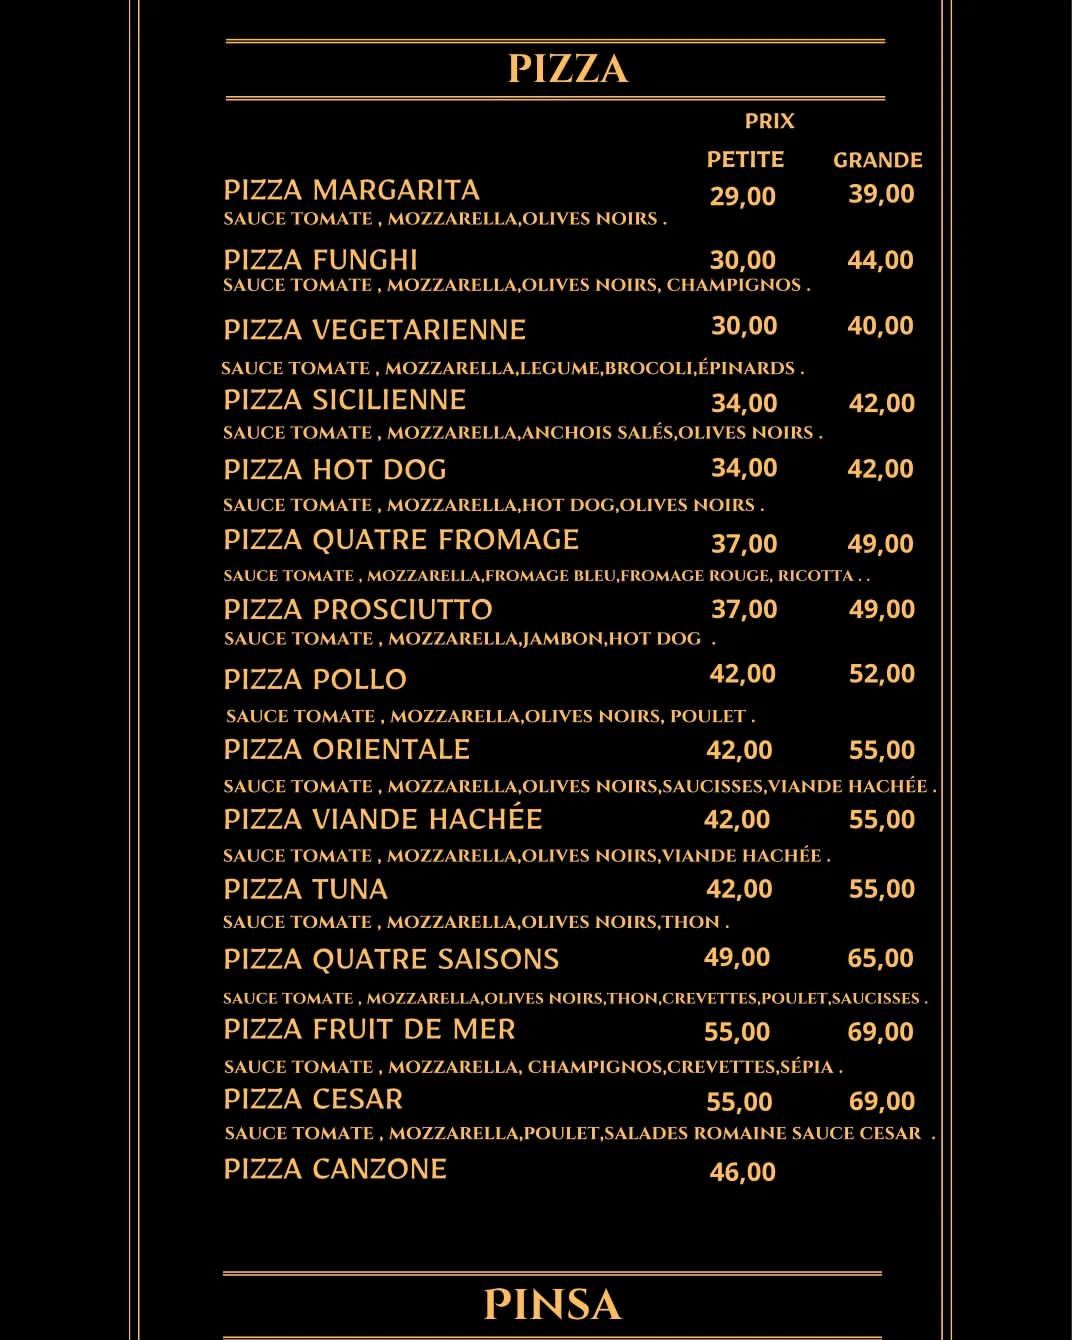 PIZZA
PRIX
PETITE GRANDE
PIZZA MARGARITA 29,00 39,00
SAUCE TOMATE , MOZZARELLA,OLIVES NOIRS .
PIZZA FUNGHI 30,00 44,00
SAUCE TOMATE , MOZZARELLA,OLIVES NOIRS, CHAMPIGNOS .
PIZZA VEGETARIENNE 30,00 40,00
SAUCE TOMATE , MOZZARELLA,LEGUME,BROCOLI,ÉPINARDS .
PIZZA SICILIENNE 34,00 42,00
SAUCE TOMATE , MOZZARELLA,ANCHOIS SALÉS,OLIVES NOIRS .
PIZZA HOT DOG 34,00 42,00
SAUCE TOMATE , MOZZARELLA,HOT DOG,OLIVES NOIRS .
PIZZA QUATRE FROMAGE 37,00 49,00
SAUCE TOMATE , MOZZARELLA,FROMAGE BLEU,FROMAGE ROUGE, RICOTTA . .
PIZZA PROSCIUTTO 37,00 49,00
SAUCE TOMATE , MOZZARELLA,JAMBON,HOT DOG .
PIZZA POLLO 42,00 52,00
SAUCE TOMATE , MOZZARELLA,OLIVES NOIRS, POULET .
PIZZA ORIENTALE 42,00 55,00
SAUCE TOMATE , MOZZARELLA,OLIVES NOIRS,SAUCISSES,VIANDE HACHÉE .
PIZZA VIANDE HACHÉE 42,00 55,00
SAUCE TOMATE , MOZZARELLA,OLIVES NOIRS,VIANDE HACHÉE .
PIZZA TUNA 42,00 55,00
SAUCE TOMATE , MOZZARELLA,OLIVES NOIRS,THON .
PIZZA QUATRE SAISONS 49,00 65,00
SAUCE TOMATE , MOZZARELLA,OLIVES NOIRS,THON,CREVETTES,POULET,SAUCISSES .
PIZZA FRUIT DE MER 55,00 69,00
SAUCE TOMATE , MOZZARELLA, CHAMPIGNOS,CREVETTES,SÉPIA .
PIZZA CESAR 55,00 69,00
SAUCE TOMATE , MOZZARELLA,POULET,SALADES ROMAINE SAUCE CESAR .
PIZZA CANZONE 46,00
PINSA